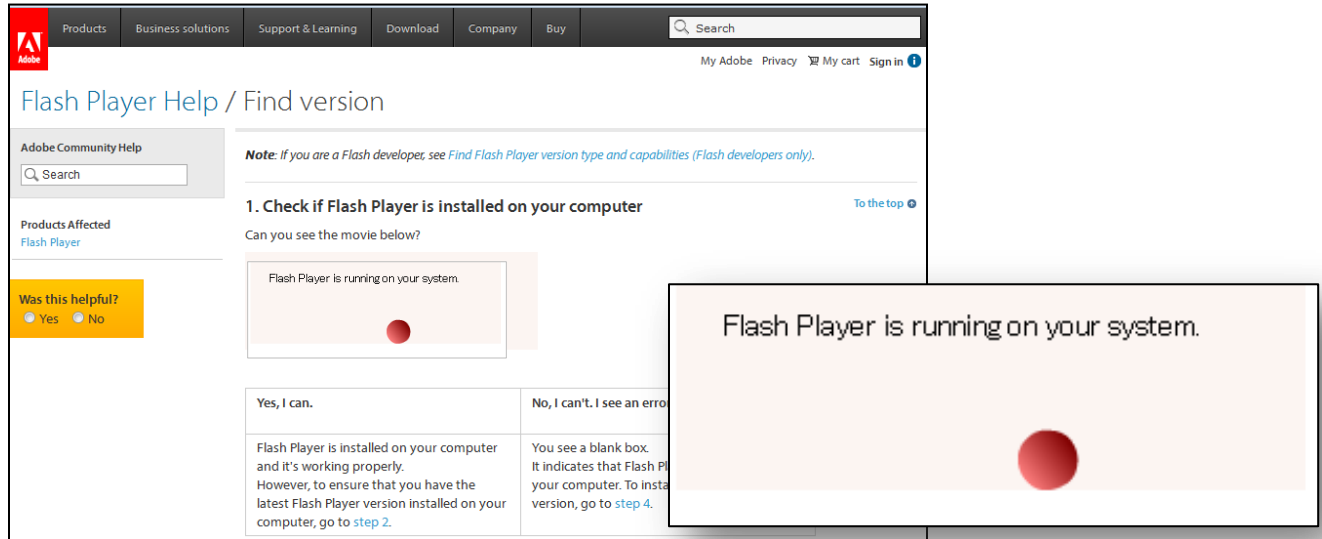 Adobe
Products Business solutions Support & Learning Download Company Buy Search
My Adobe Privacy My cart Sign in i
Flash Player Help / Find version
Adobe Community Help
Search
Products Affected
Flash Player
Was this helpful?
Yes No
Note: If you are a Flash developer, see Find Flash Player version type and capabilities (Flash developers only).
1. Check if Flash Player is installed on your computer
To the top
Can you see the movie below?
Flash Player is running on your system.
Yes, I can.
Flash Player is installed on your computer
and it's working properly.
However, to ensure that you have the
latest Flash Player version installed on your
computer, go to step 2.
No, I can't. I see an erro
You see a blank box.
It indicates that Flash Pl
your computer. To insta
version, go to step 4.
Flash Player is running on your system.